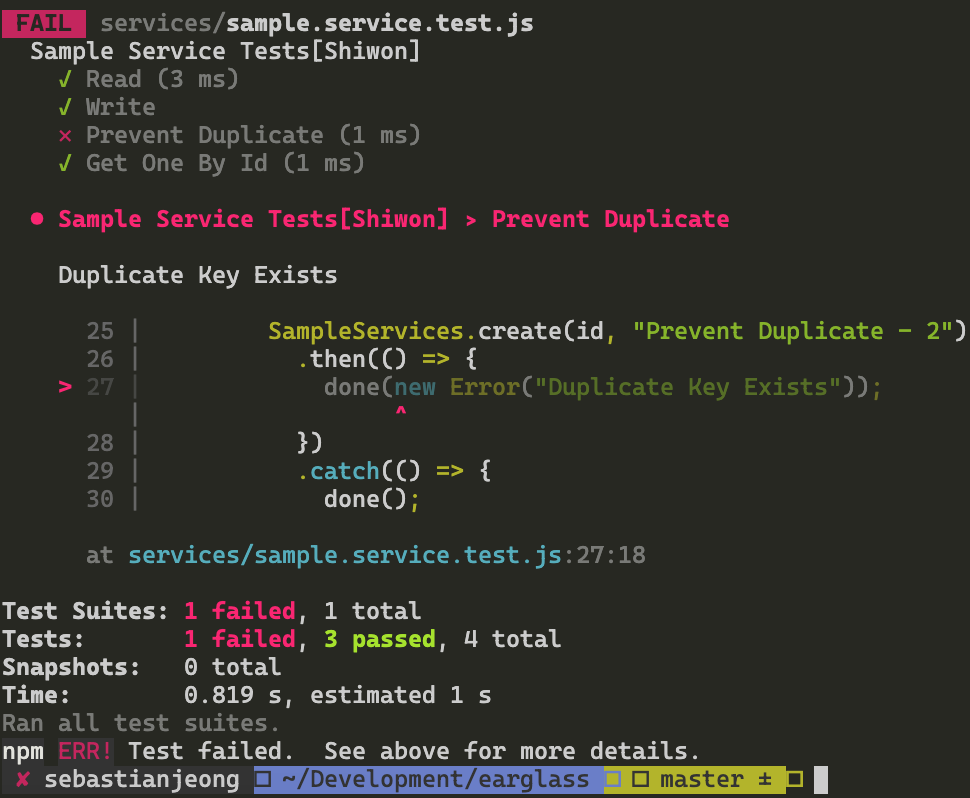 FAIL services/sample.service.test.js
Sample Service Tests[Shiwon]
√ Read (3 ms)
√ Write
× Prevent Duplicate (1 ms)
√ Get One By Id (1 ms)
● Sample Service Tests[Shiwon] › Prevent Duplicate
Duplicate Key Exists
25 | SampleServices.create(id, "Prevent Duplicate - 2")
26 | .then(() => {
> 27 | done(new Error("Duplicate Key Exists"));
| ^
28 | })
29 | .catch(() => {
30 | done();
at services/sample.service.test.js:27:18
Test Suites: 1 failed, 1 total
Tests: 1 failed, 3 passed, 4 total
Snapshots: 0 total
Time: 0.819 s, estimated 1 s
Ran all test suites.
npm ERR! Test failed. See above for more details.
✘ sebastianjeong ~/Development/earglass master ±